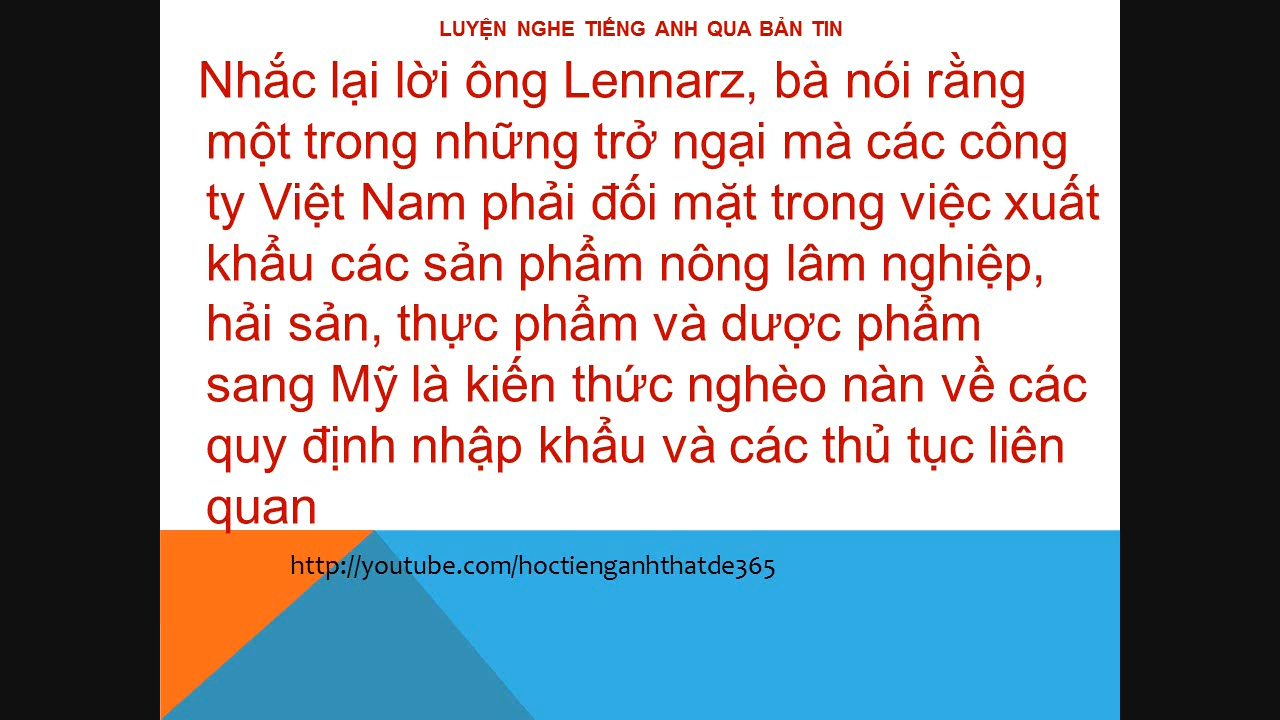 LUYỆN NGHE TIẾNG ANH QUA BẢN TIN
Nhắc lại lời ông Lennarz, bà nói rằng
một trong những trở ngại mà các công
ty Việt Nam phải đối mặt trong việc xuất
khẩu các sản phẩm nông lâm nghiệp,
hải sản, thực phẩm và dược phẩm
sang Mỹ là kiến thức nghèo nàn về các
quy định nhập khẩu và các thủ tục liên
quan
http://youtube.com/hoctienganhthatde365